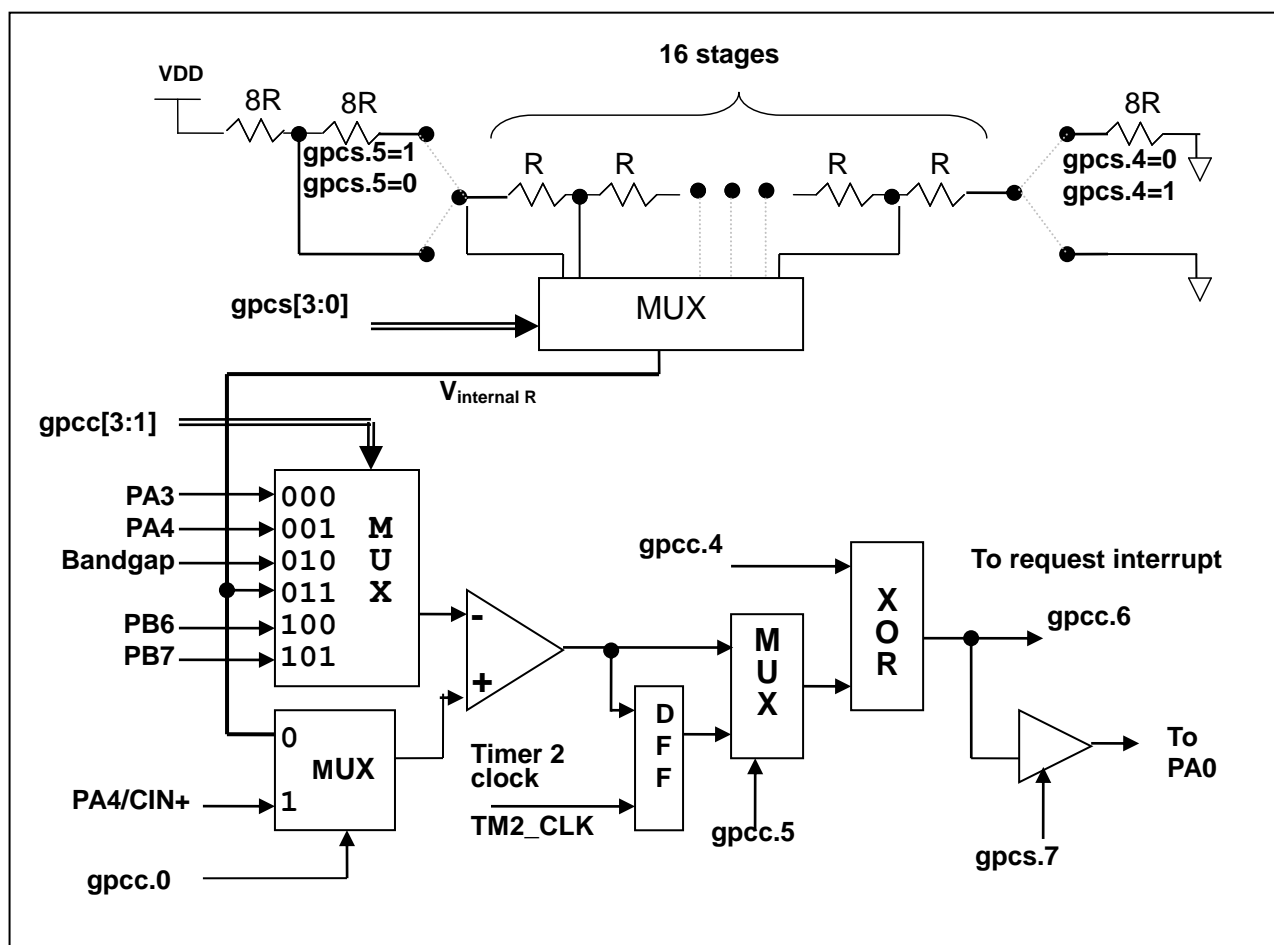 16 stages
VDD
8R
8R
8R
gpcs.5=1
gpcs.5=0
R
R
R
R
gpcs.4=0
gpcs.4=1
gpcs[3:0]
MUX
Vinternal R
gpcc[3:1]
PA3
000
PA4
001
Bandgap
010
011
PB6
100
PB7
101
M
U
X
-
+
gpcc.4
To request interrupt
X
O
R
gpcc.6
M
U
X
D
F
F
0
MUX
1
PA4/CIN+
Timer 2
clock
TM2_CLK
gpcc.5
To
PA0
gpcs.7
gpcc.0